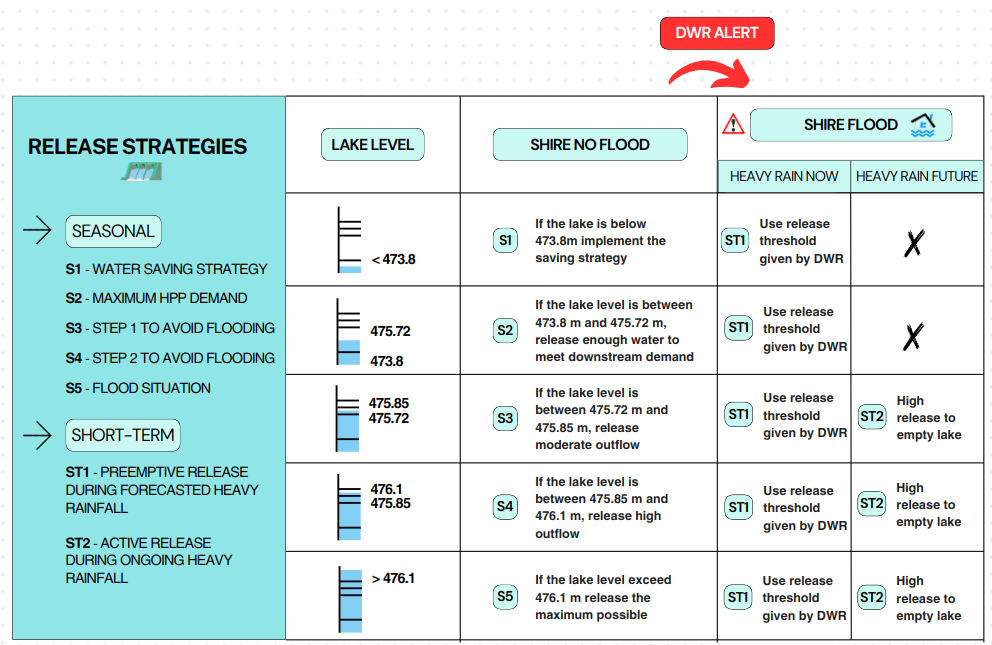 DWR ALERT
RELEASE STRATEGIES
SEASONAL
S1 - WATER SAVING STRATEGY
S2 - MAXIMUM HPP DEMAND
S3 - STEP 1 TO AVOID FLOODING
S4 - STEP 2 TO AVOID FLOODING
S5 - FLOOD SITUATION
SHORT-TERM
ST1 - PREEMPTIVE RELEASE
DURING FORECASTED HEAVY
RAINFALL
ST2 - ACTIVE RELEASE
DURING ONGOING HEAVY
RAINFALL
LAKE LEVEL
SHIRE NO FLOOD
SHIRE FLOOD
HEAVY RAIN NOW
HEAVY RAIN FUTURE
< 473.8
S1
If the lake is below
473.8m implement the
saving strategy
ST1
Use release
threshold
given by DWR
475.72
473.8
S2
If the lake level is between
473.8 m and 475.72 m,
release enough water to
meet downstream demand
ST1
Use release
threshold
given by DWR
475.85
475.72
S3
If the lake level is
between 475.72 m and
475.85 m, release
moderate outflow
ST1
Use release
threshold
given by DWR
ST2
High
release to
empty lake
476.1
475.85
S4
If the lake level is
between 475.85 m and
476.1 m, release high
outflow
ST1
Use release
threshold
given by DWR
ST2
High
release to
empty lake
> 476.1
S5
If the lake level exceed
476.1 m release the
maximum possible
ST1
Use release
threshold
given by DWR
ST2
High
release to
empty lake